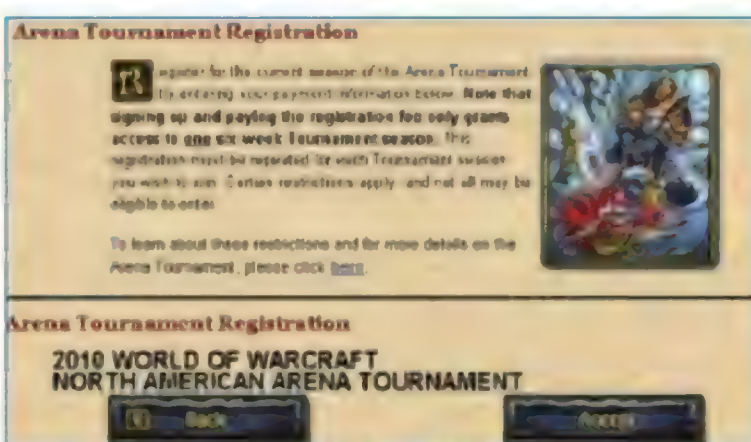 Arena Tournament Registration
Register for the current season of the Arena Tournament
by entering your payment information below. Note that
signing up and paying the registration fee only grants
access to one six week Tournament season. This
registration must be repeated for each Tournament season
you wish to join. Certain restrictions apply, and not all may be
eligible to enter.
To learn about these restrictions and for more details on the
Arena Tournament, please click here.
Arena Tournament Registration
2010 WORLD OF WARCRAFT
NORTH AMERICAN ARENA TOURNAMENT
Back
Accept